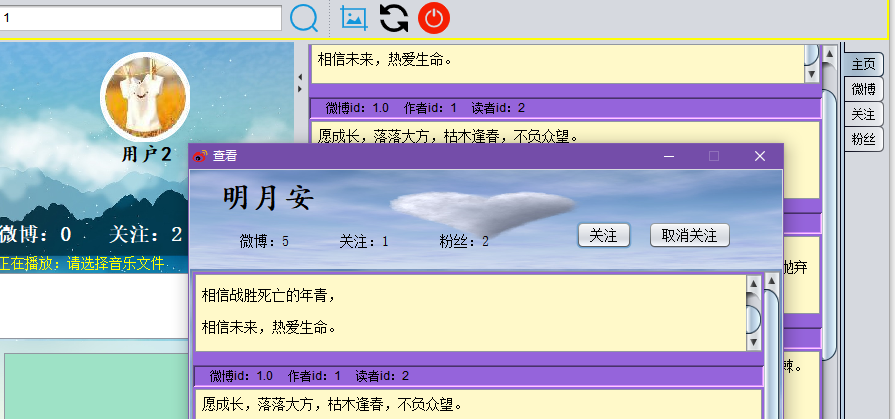 1
相信未来，热爱生命。
微博id：1.0 作者id：1 读者id：2
愿成长，落落大方，枯木逢春，不负众望。
主页
微博
关注
粉丝
用户2
微博：0 关注：2
正在播放：请选择音乐文件
查看
明月安
微博：5 关注：1 粉丝：2
关注 取消关注
相信战胜死亡的年青，
相信未来，热爱生命。
微博id：1.0 作者id：1 读者id：2
愿成长，落落大方，枯木逢春，不负众望。
抛弃
棘。